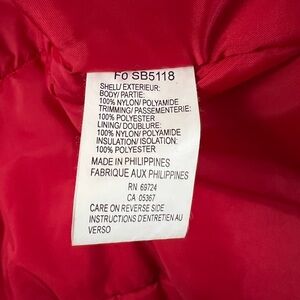 Fo SB5118
SHELL/ EXTERIEUR:
BODY/ PARTIE:
100% NYLON/ POLYAMIDE
TRIMMING/ PASSEMENTERIE:
100% POLYESTER
LINING/ DOUBLURE:
100% NYLON/ POLYAMIDE
INSULATION/ ISOLATION:
100% POLYESTER
MADE IN PHILIPPINES
FABRIQUE AUX PHILIPPINES
RN 69724
CA 05367
CARE ON REVERSE SIDE
INSTRUCTIONS D'ENTRETIEN AU
VERSO